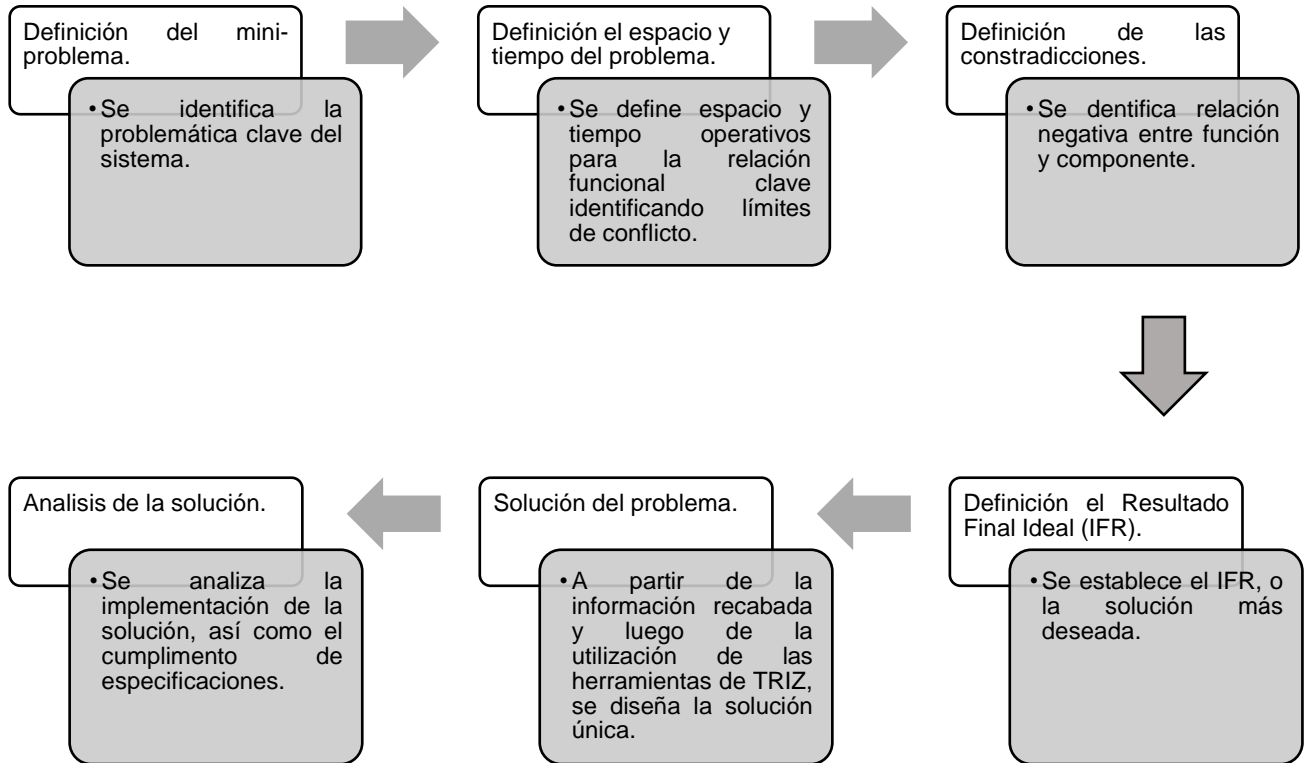 Definición del mini-
problema.
• Se identifica la
problemática clave del
sistema.
Definición el espacio y
tiempo del problema.
• Se define espacio y
tiempo operativos
para la relación
funcional clave
identificando límites
de conflicto.
Definición de las
constradicciones.
• Se dentifica relación
negativa entre función
y componente.
Definición el Resultado
Final Ideal (IFR).
• Se establece el IFR, o
la solución más
deseada.
Solución del problema.
• A partir de la
información recabada
y luego de la
utilización de las
herramientas de TRIZ,
se diseña la solución
única.
Analisis de la solución.
• Se analiza la
implementación de la
solución, así como el
cumplimento de
especificaciones.